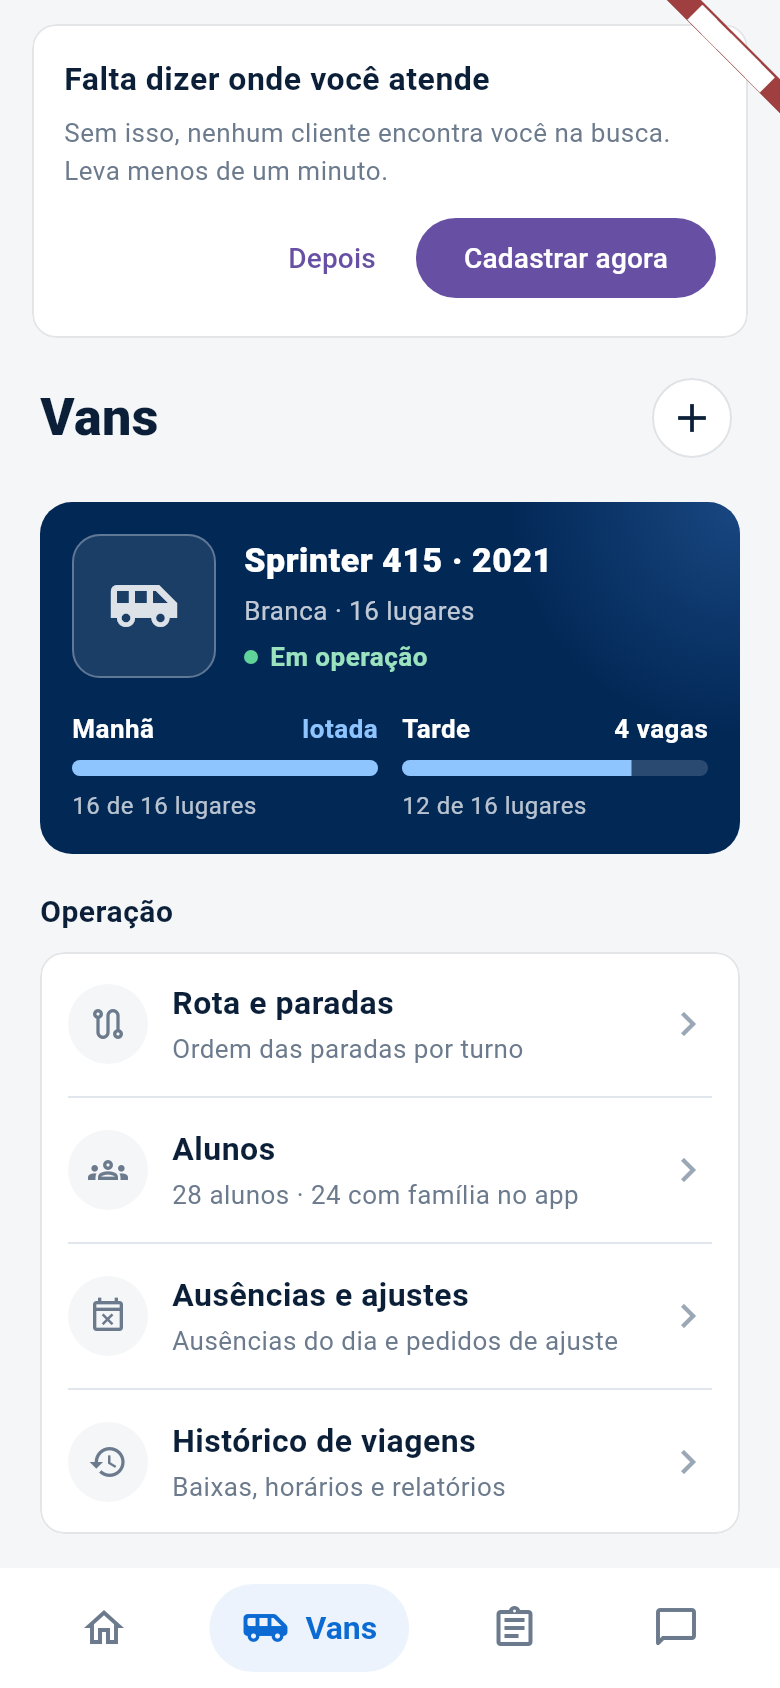 Falta dizer onde você atende
Sem isso, nenhum cliente encontra você na busca.
Leva menos de um minuto.
Depois
Cadastrar agora
Vans
Sprinter 415 · 2021
Branca · 16 lugares
Em operação
Manhã
lotada
Tarde
4 vagas
16 de 16 lugares
12 de 16 lugares
Operação
Rota e paradas
Ordem das paradas por turno
Alunos
28 alunos · 24 com família no app
Ausências e ajustes
Ausências do dia e pedidos de ajuste
Histórico de viagens
Baixas, horários e relatórios
Vans